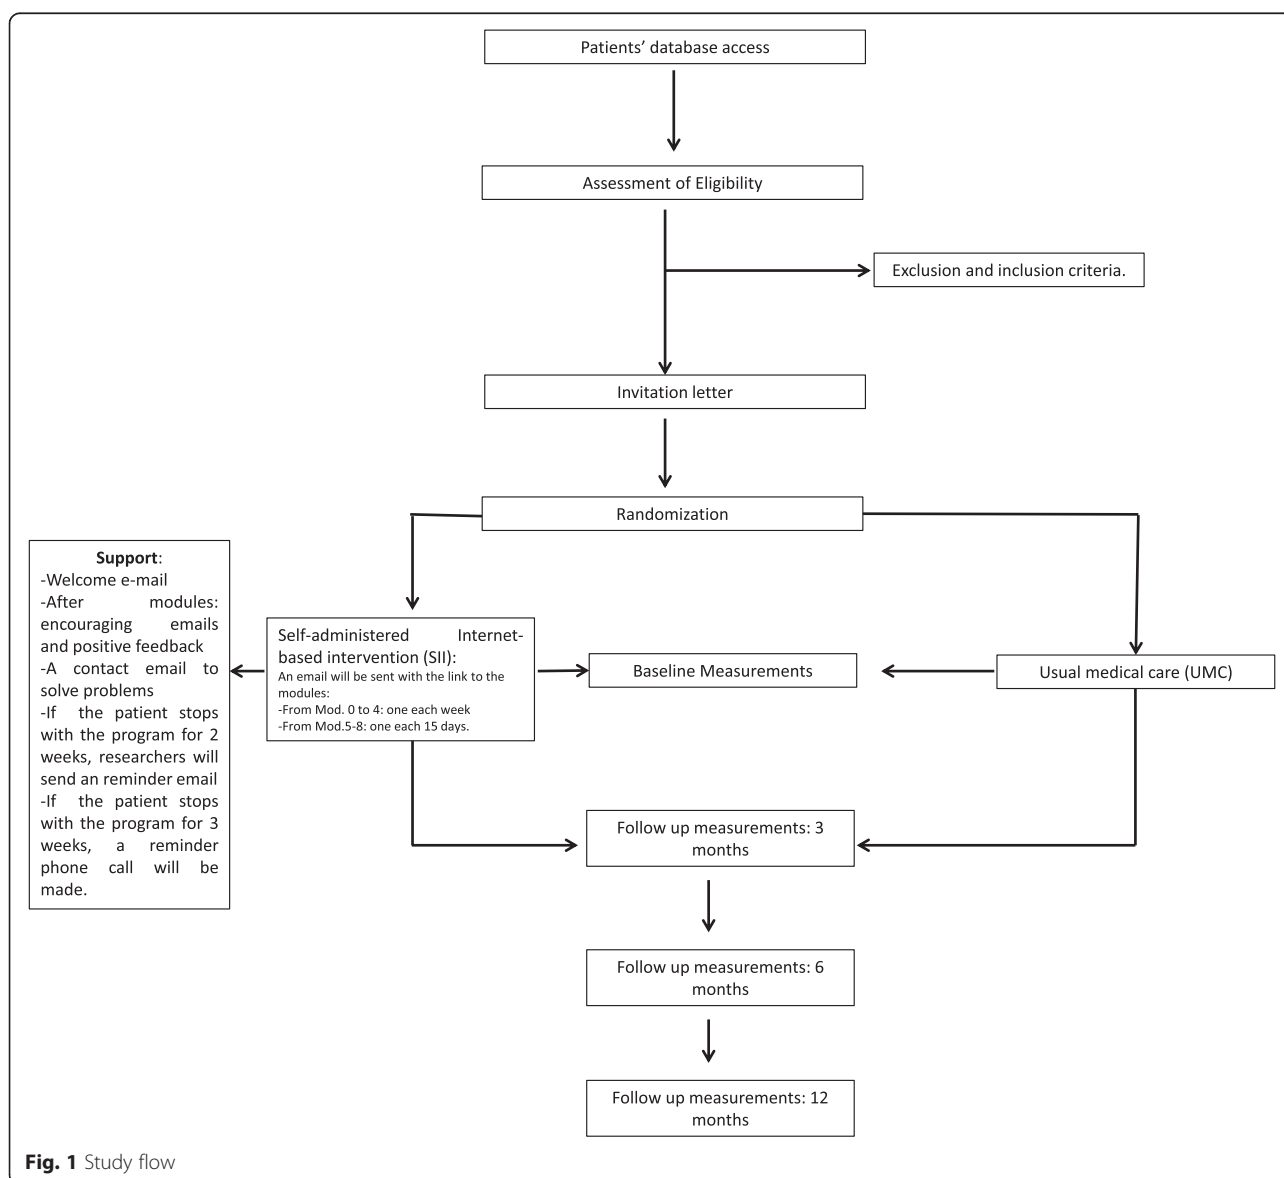 Patients’ database access
Assessment of Eligibility
Exclusion and inclusion criteria.
Invitation letter
Randomization
Support:
-Welcome e-mail
-After modules:
encouraging emails
and positive feedback
-A contact email to
solve problems
-If the patient stops
with the program for 2
weeks, researchers will
send an reminder email
-If the patient stops
with the program for 3
weeks, a reminder
phone call will be
made.
Self-administered Internet-
based intervention (SII):
An email will be sent with the link to the
modules:
-From Mod. 0 to 4: one each week
-From Mod.5-8: one each 15 days.
Baseline Measurements
Usual medical care (UMC)
Follow up measurements: 3
months
Follow up measurements: 6
months
Follow up measurements: 12
months
Fig. 1 Study flow